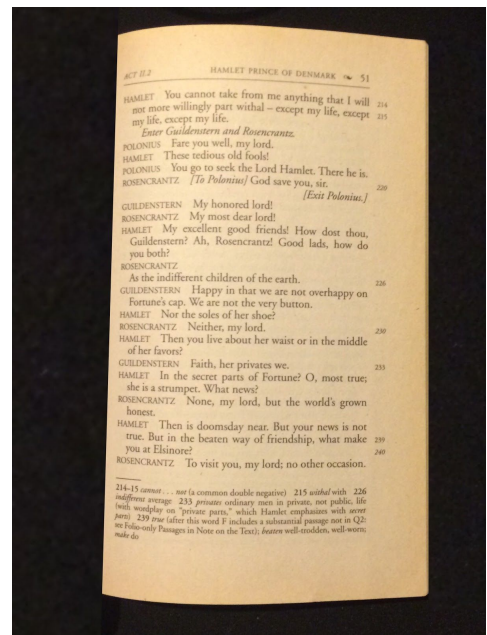 ACT II.2 HAMLET PRINCE OF DENMARK 51
HAMLET You cannot take from me anything that I will 214
not more willingly part withal – except my life, except 215
my life, except my life.
Enter Guildenstern and Rosencrantz.
POLONIUS Fare you well, my lord.
HAMLET These tedious old fools!
POLONIUS You go to seek the Lord Hamlet. There he is.
ROSENCRANTZ [To Polonius] God save you, sir. 220
[Exit Polonius.]
GUILDENSTERN My honored lord!
ROSENCRANTZ My most dear lord!
HAMLET My excellent good friends! How dost thou,
Guildenstern? Ah, Rosencrantz! Good lads, how do
you both?
ROSENCRANTZ
As the indifferent children of the earth. 226
GUILDENSTERN Happy in that we are not overhappy on
Fortune's cap. We are not the very button.
HAMLET Nor the soles of her shoe?
ROSENCRANTZ Neither, my lord. 230
HAMLET Then you live about her waist or in the middle
of her favors?
GUILDENSTERN Faith, her privates we. 233
HAMLET In the secret parts of Fortune? O, most true;
she is a strumpet. What news?
ROSENCRANTZ None, my lord, but the world's grown
honest.
HAMLET Then is doomsday near. But your news is not
true. But in the beaten way of friendship, what make 239
you at Elsinore? 240
ROSENCRANTZ To visit you, my lord; no other occasion.
214–15 cannot . . . not (a common double negative) 215 withal with 226
indifferent average 233 privates ordinary men in private, not public, life
(with wordplay on "private parts," which Hamlet emphasizes with secret
parts) 239 true (after this word F includes a substantial passage not in Q2:
see Folio-only Passages in Note on the Text); beaten well-trodden, well-worn;
make do